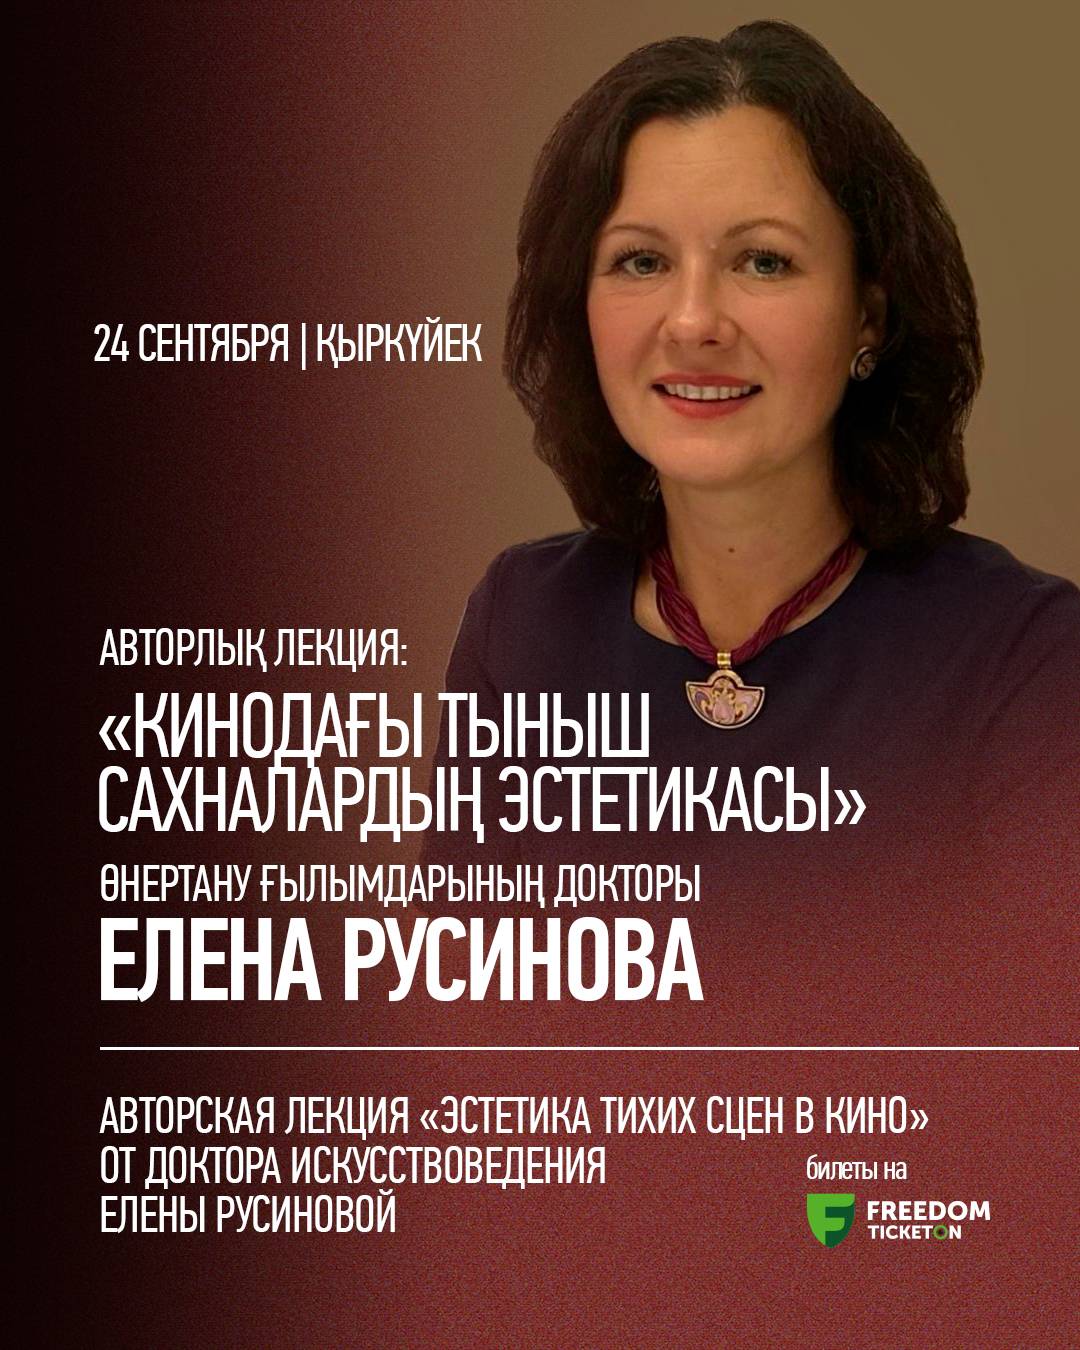 24 СЕНТЯБРЯ | ҚЫРКҮЙЕК
АВТОРЛЫҚ ЛЕКЦИЯ:
«КИНОДАҒЫ ТЫНЫШ
САХНАЛАРДЫҢ ЭСТЕТИКАСЫ»
ӨНЕРТАНУ ҒЫЛЫМДАРЫНЫҢ ДОКТОРЫ
ЕЛЕНА РУСИНОВА
АВТОРСКАЯ ЛЕКЦИЯ «ЭСТЕТИКА ТИХИХ СЦЕН В КИНО»
ОТ ДОКТОРА ИСКУССТВОВЕДЕНИЯ
ЕЛЕНЫ РУСИНОВОЙ
билеты на
FREEDOM
TICKETON